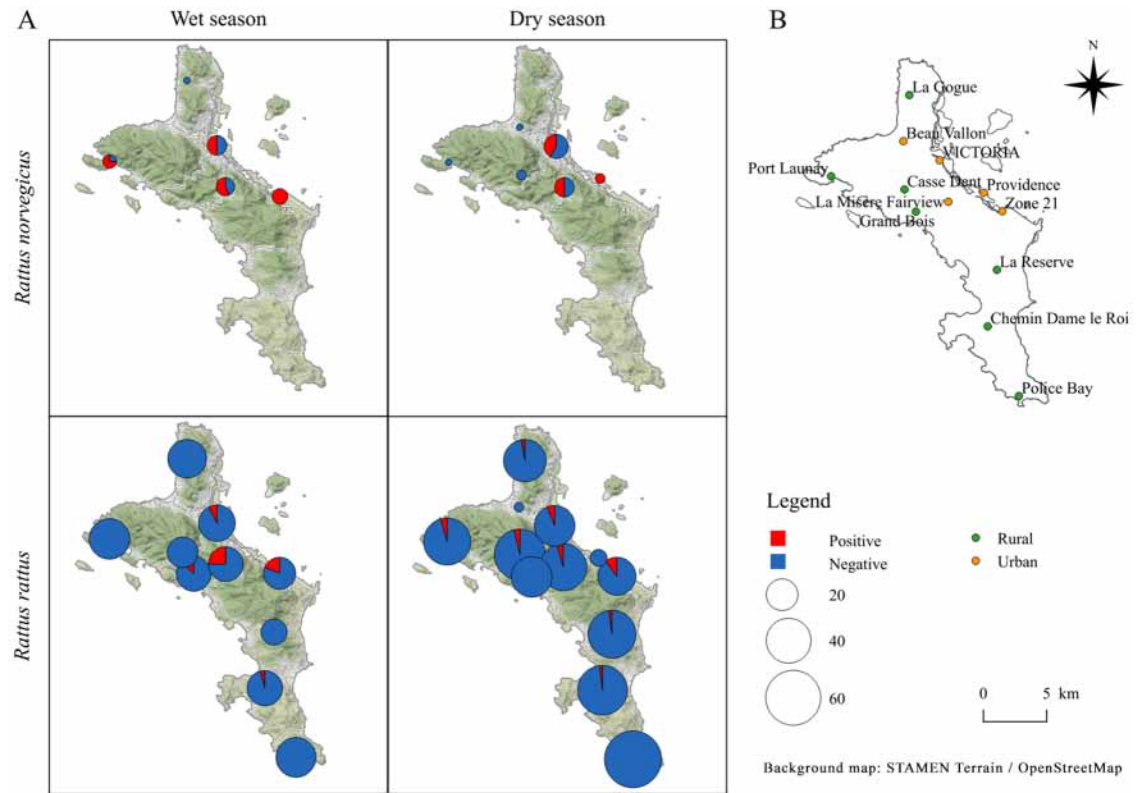 A
Wet season
Dry season
B
Rattus norvegicus
Rattus rattus
N
La Gogue
Beau Vallon
VICTORIA
Port Launay
Casse Dent
Providence
La Misère Fairview
Zone 21
Grand Bois
La Reserve
Chemin Dame le Roi
Police Bay
Legend
Positive
Rural
Negative
Urban
20
40
60
0 5 km
Background map: STAMEN Terrain / OpenStreetMap